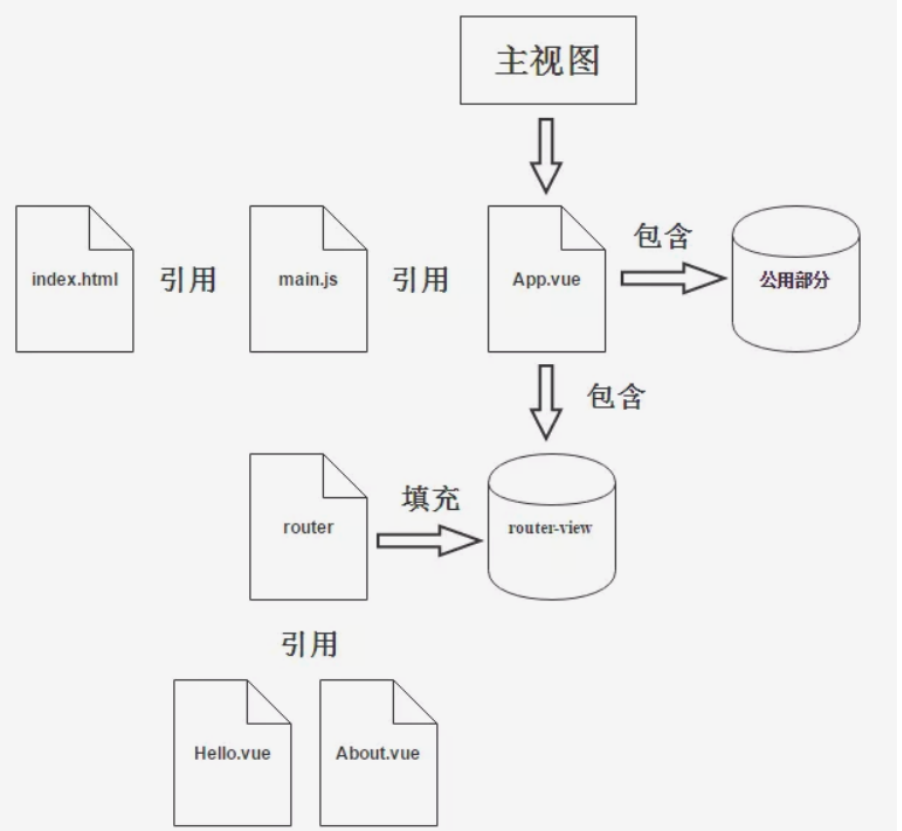 主视图
包含
index.html
引用
main.js
引用
App.vue
公用部分
包含
填充
router
router-view
引用
Hello.vue
About.vue